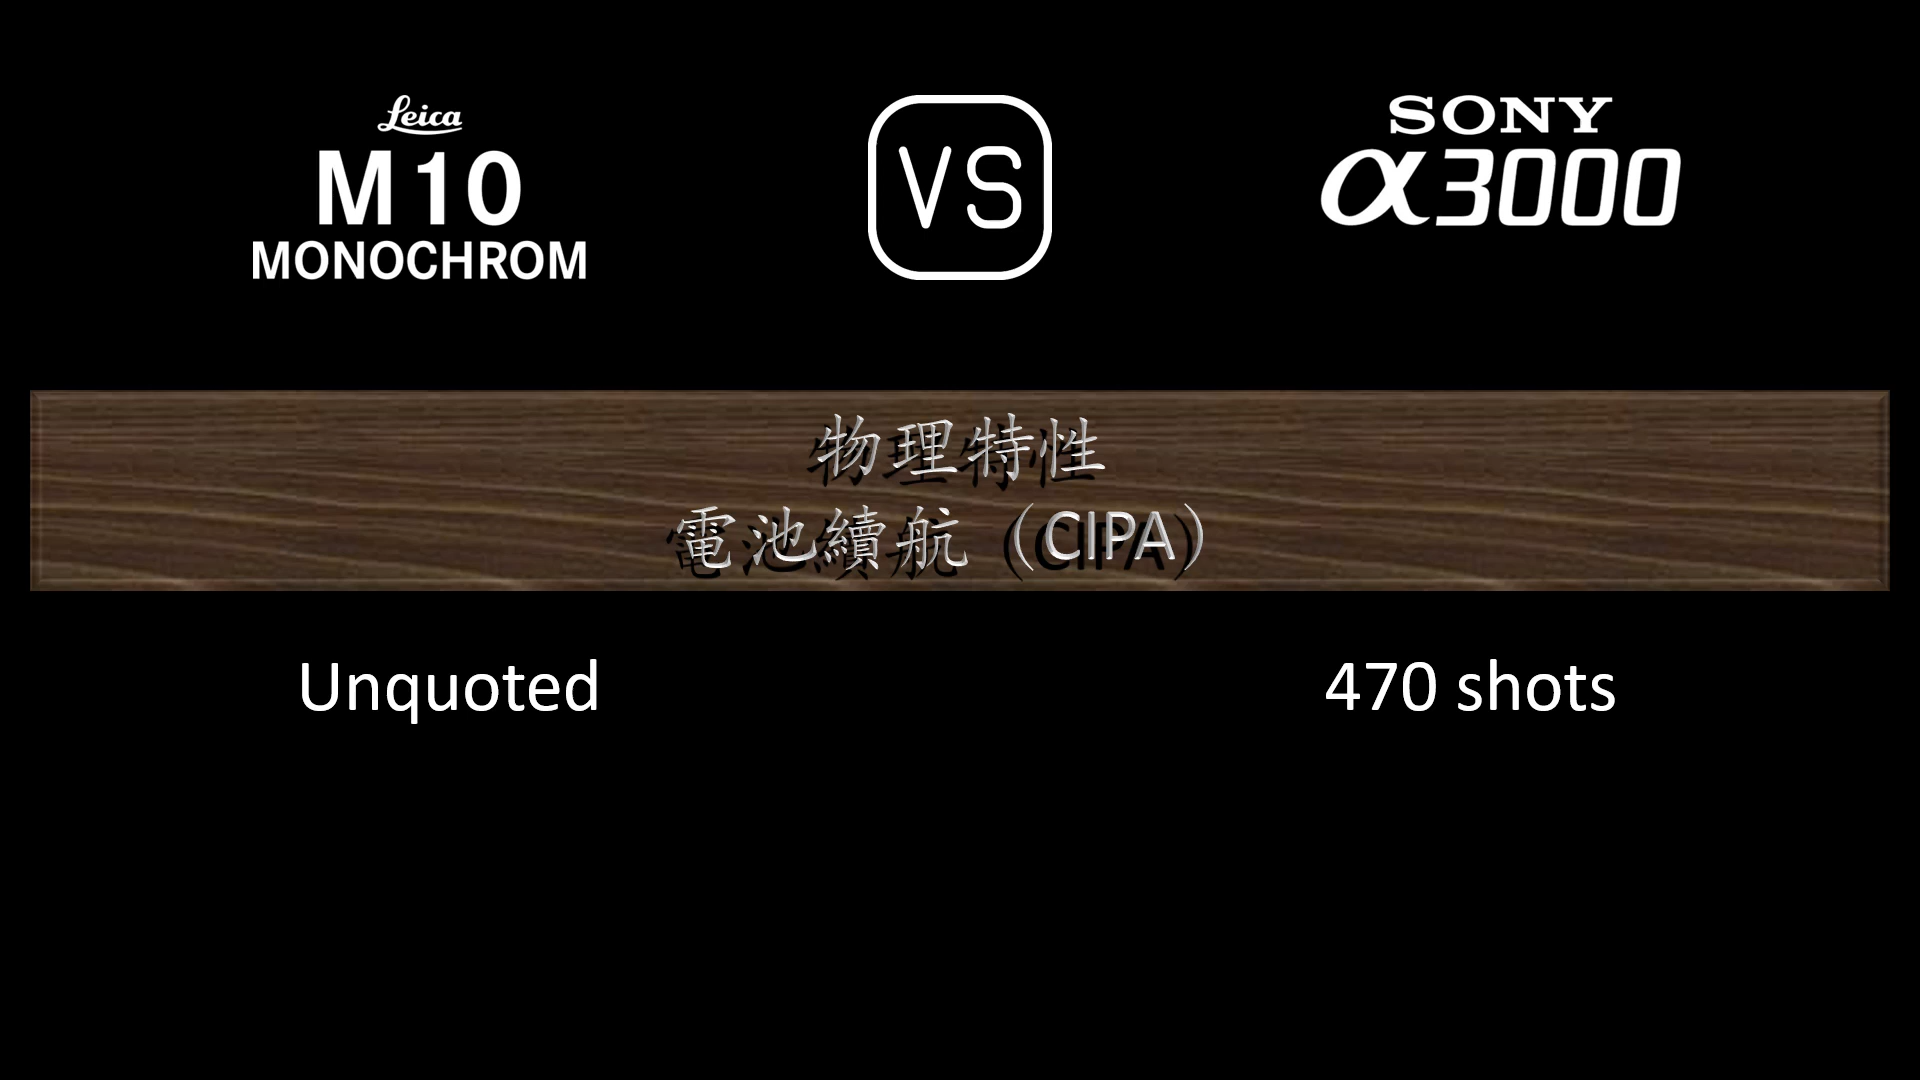 Leica
M10
MONOCHROM
VS
SONY
α3000
物理特性
電池續航（CIPA）
Unquoted
470 shots